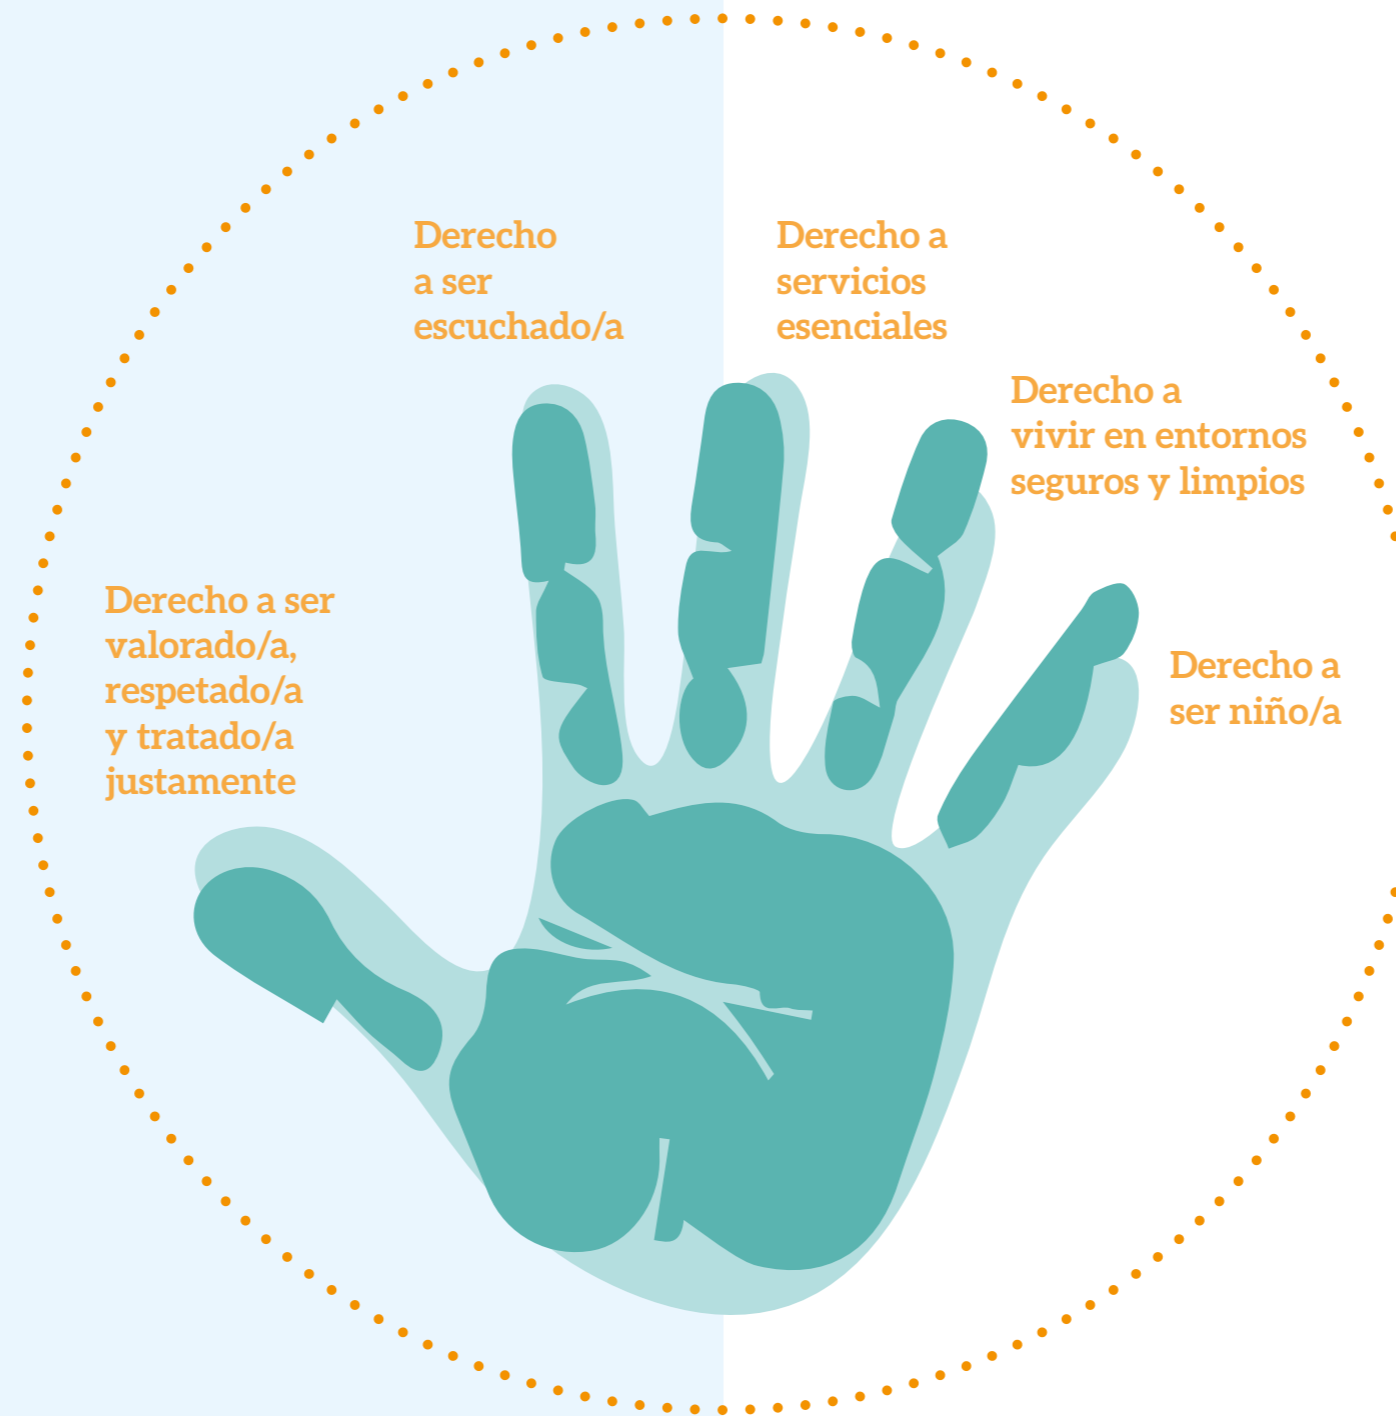 Derecho
a ser
escuchado/a
Derecho a
servicios
esenciales
Derecho a
vivir en entornos
seguros y limpios
Derecho a ser
valorado/a,
respetado/a
y tratado/a
justamente
Derecho a
ser niño/a